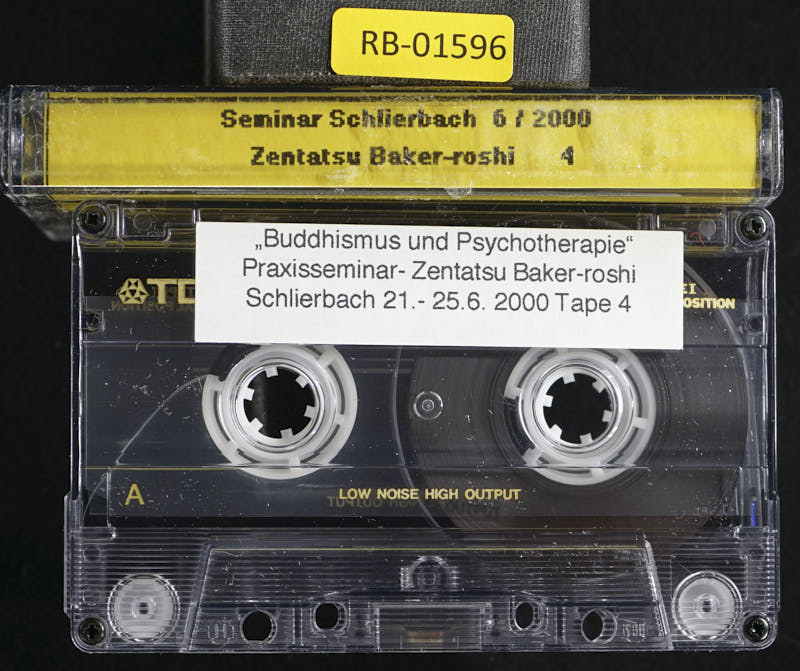 RB-01596
Seminar Schlierbach 6 / 2000
Zentatsu Baker-roshi 4
„Buddhismus und Psychotherapie“
Praxisseminar- Zentatsu Baker-roshi
Schlierbach 21.- 25.6. 2000 Tape 4
A
LOW NOISE HIGH OUTPUT